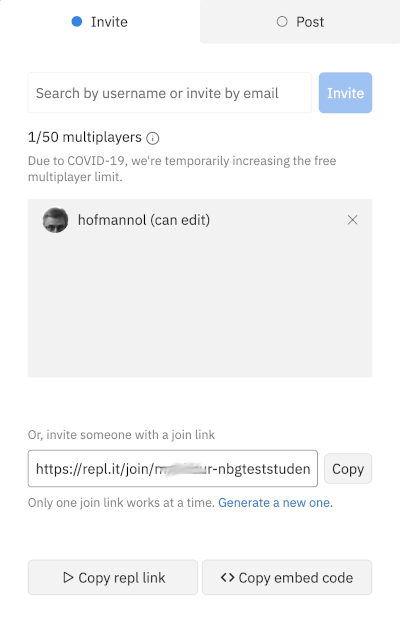 Invite
Post
Search by username or invite by email
Invite
1/50 multiplayers
Due to COVID-19, we're temporarily increasing the free
multiplayer limit.
hofmannol (can edit)
Or, invite someone with a join link
https://repl.it/join/ -nbgteststuden
Copy
Only one join link works at a time. Generate a new one.
Copy repl link
Copy embed code